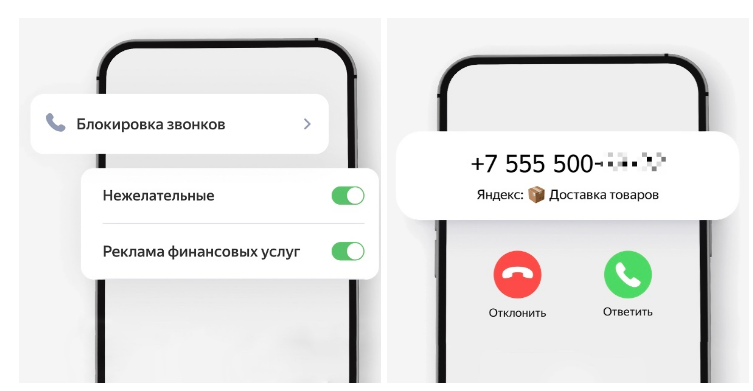 Блокировка звонков
Нежелательные
Реклама финансовых услуг
+7 555 500-
Яндекс: 📦 Доставка товаров
Отклонить
Ответить